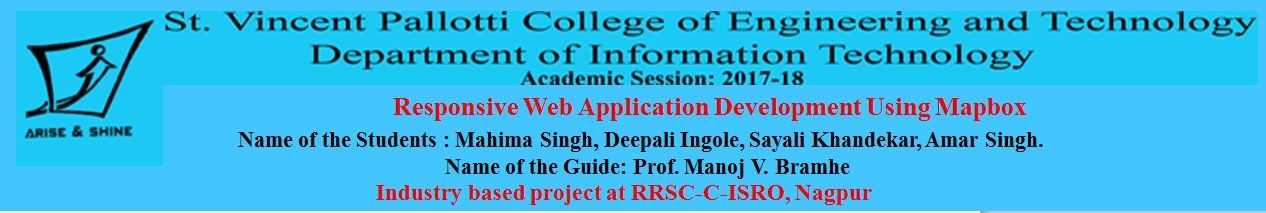 St. Vincent Pallotti College of Engineering and Technology
Department of Information Technology
Academic Session: 2017-18
ARISE & SHINE
Responsive Web Application Development Using Mapbox
Name of the Students : Mahima Singh, Deepali Ingole, Sayali Khandekar, Amar Singh.
Name of the Guide: Prof. Manoj V. Bramhe
Industry based project at RRSC-C-ISRO, Nagpur